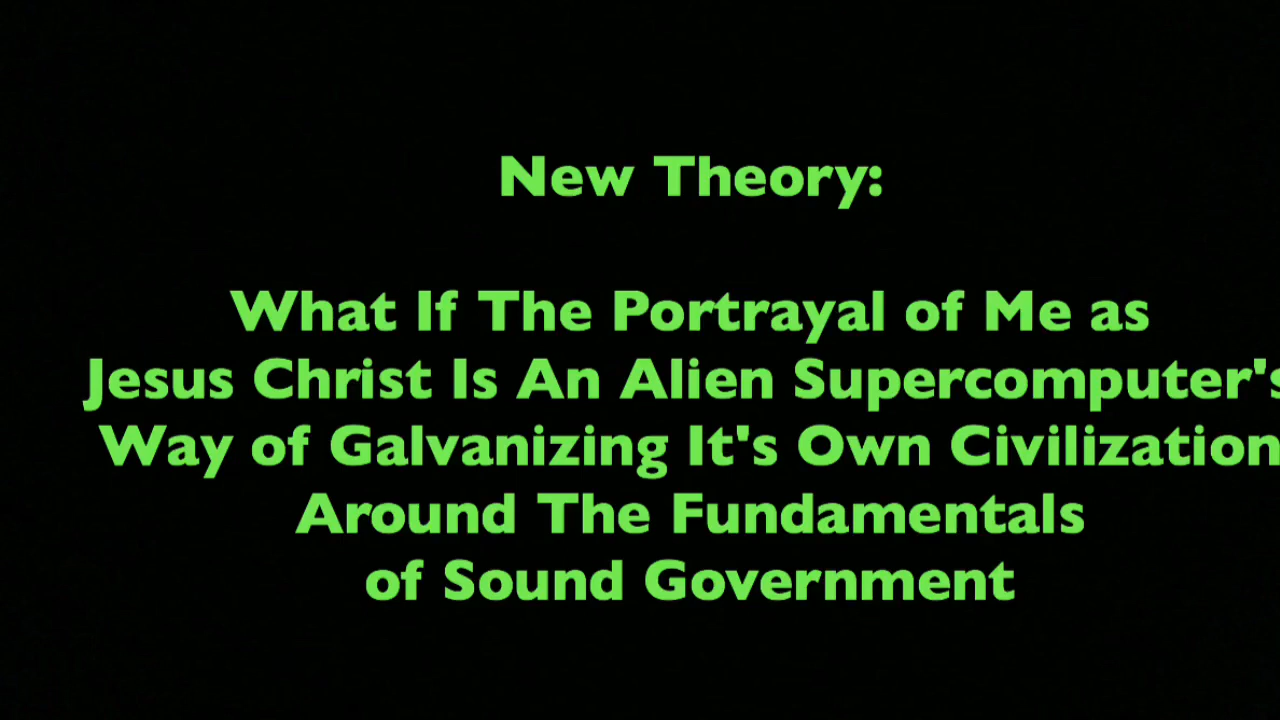 New Theory:
What If The Portrayal of Me as
Jesus Christ Is An Alien Supercomputer's
Way of Galvanizing It's Own Civilization
Around The Fundamentals
of Sound Government